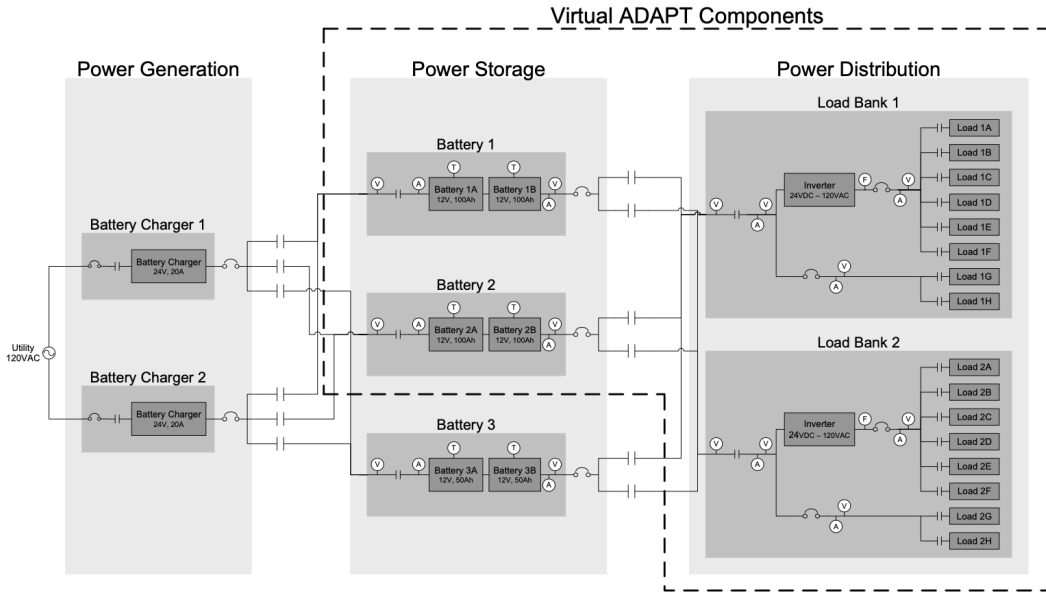 Virtual ADAPT Components
Power Generation
Power Storage
Power Distribution
Load Bank 1
Battery 1
V
A
T
Battery 1A
12V, 100Ah
T
Battery 1B
12V, 100Ah
V
A
V
A
V
Inverter
24VDC – 120VAC
F
A
V
V
A
Load 1A
Load 1B
Load 1C
Load 1D
Load 1E
Load 1F
Load 1G
Load 1H
Battery Charger 1
Battery Charger
24V, 20A
Battery 2
V
A
T
Battery 2A
12V, 100Ah
T
Battery 2B
12V, 100Ah
V
A
Utility
120VAC
Load Bank 2
Battery Charger 2
Battery Charger
24V, 20A
Battery 3
V
A
T
Battery 3A
12V, 50Ah
T
Battery 3B
12V, 50Ah
V
A
V
A
V
Inverter
24VDC – 120VAC
F
A
V
V
A
Load 2A
Load 2B
Load 2C
Load 2D
Load 2E
Load 2F
Load 2G
Load 2H